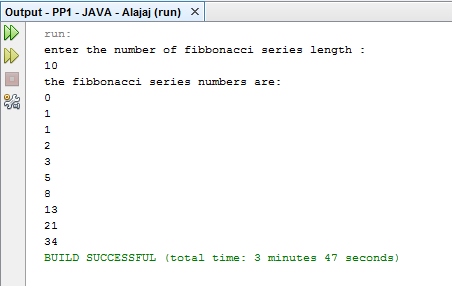 Output - PP1 - JAVA - Alajaj (run) ×
run:
enter the number of fibbonacci series length :
10
the fibbonacci series numbers are:
0
1
1
2
3
5
8
13
21
34
BUILD SUCCESSFUL (total time: 3 minutes 47 seconds)